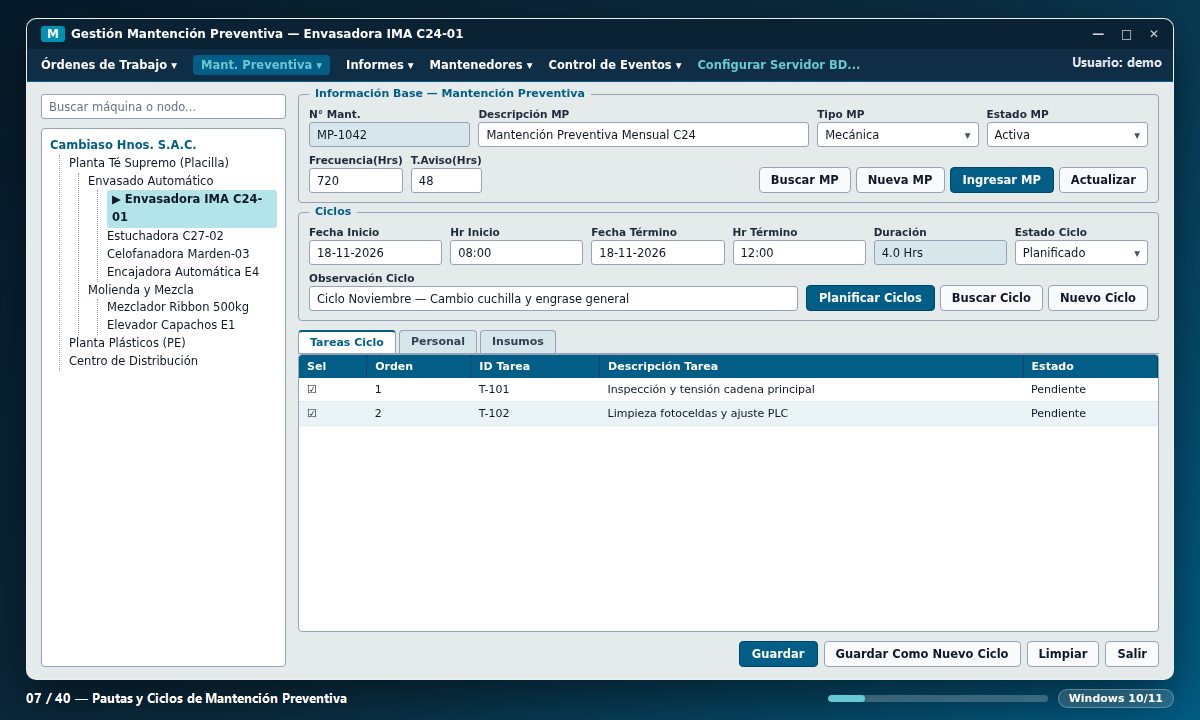 M Gestión Mantención Preventiva — Envasadora IMA C24-01 — □ ✕
Órdenes de Trabajo ▾ Mant. Preventiva ▾ Informes ▾ Mantenedores ▾ Control de Eventos ▾ Configurar Servidor BD... Usuario: demo
Buscar máquina o nodo...
Cambiaso Hnos. S.A.C.
Planta Té Supremo (Placilla)
Envasado Automático
▶ Envasadora IMA C24-
01
Estuchadora C27-02
Celofanadora Marden-03
Encajadora Automática E4
Molienda y Mezcla
Mezclador Ribbon 500kg
Elevador Capachos E1
Planta Plásticos (PE)
Centro de Distribución
Información Base — Mantención Preventiva
N° Mant. Descripción MP Tipo MP Estado MP
MP-1042 Mantención Preventiva Mensual C24 Mecánica ▾ Activa ▾
Frecuencia(Hrs) T.Aviso(Hrs)
720 48 Buscar MP Nueva MP Ingresar MP Actualizar
Ciclos
Fecha Inicio Hr Inicio Fecha Término Hr Término Duración Estado Ciclo
18-11-2026 08:00 18-11-2026 12:00 4.0 Hrs Planificado ▾
Observación Ciclo
Ciclo Noviembre — Cambio cuchilla y engrase general Planificar Ciclos Buscar Ciclo Nuevo Ciclo
Tareas Ciclo Personal Insumos
Sel Orden ID Tarea Descripción Tarea Estado
☑ 1 T-101 Inspección y tensión cadena principal Pendiente
☑ 2 T-102 Limpieza fotoceldas y ajuste PLC Pendiente
Guardar Guardar Como Nuevo Ciclo Limpiar Salir
07 / 40 — Pautas y Ciclos de Mantención Preventiva Windows 10/11